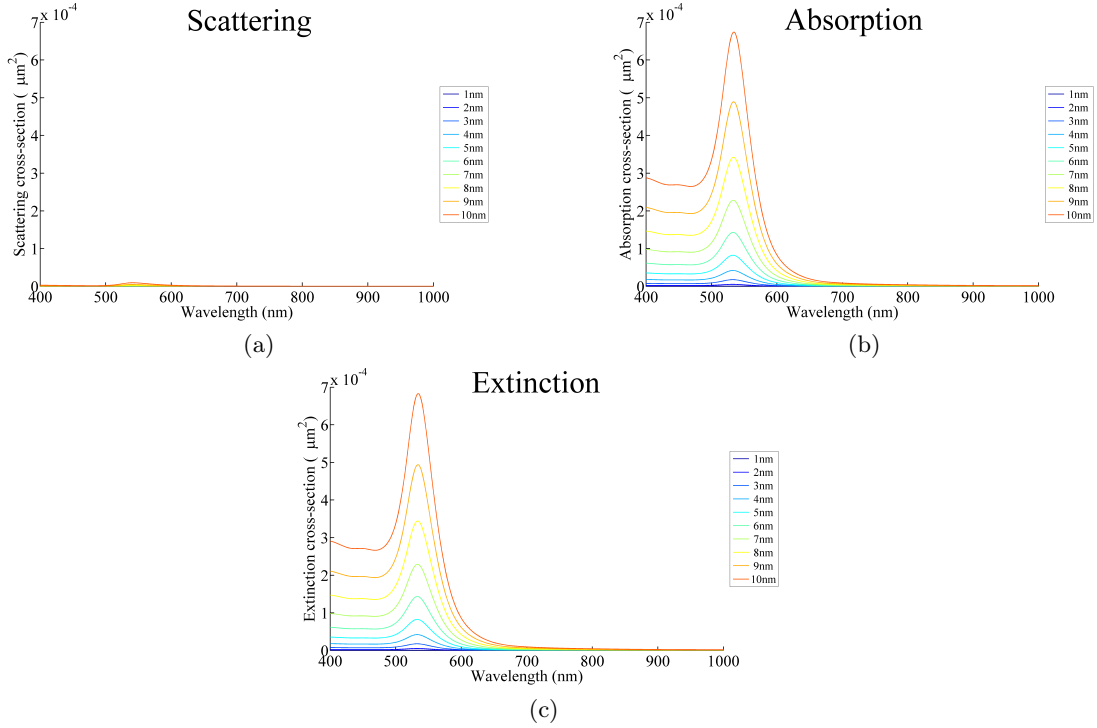 Scattering
7 x 10^-4
6
5
4
3
2
1
0
Scattering cross-section ( μm^2)
400 500 600 700 800 900 1000
Wavelength (nm)
1nm
2nm
3nm
4nm
5nm
6nm
7nm
8nm
9nm
10nm
(a)
Absorption
7 x 10^-4
6
5
4
3
2
1
0
Absorption cross-section ( μm^2)
400 500 600 700 800 900 1000
Wavelength (nm)
1nm
2nm
3nm
4nm
5nm
6nm
7nm
8nm
9nm
10nm
(b)
Extinction
7 x 10^-4
6
5
4
3
2
1
0
Extinction cross-section ( μm^2)
400 500 600 700 800 900 1000
Wavelength (nm)
1nm
2nm
3nm
4nm
5nm
6nm
7nm
8nm
9nm
10nm
(c)